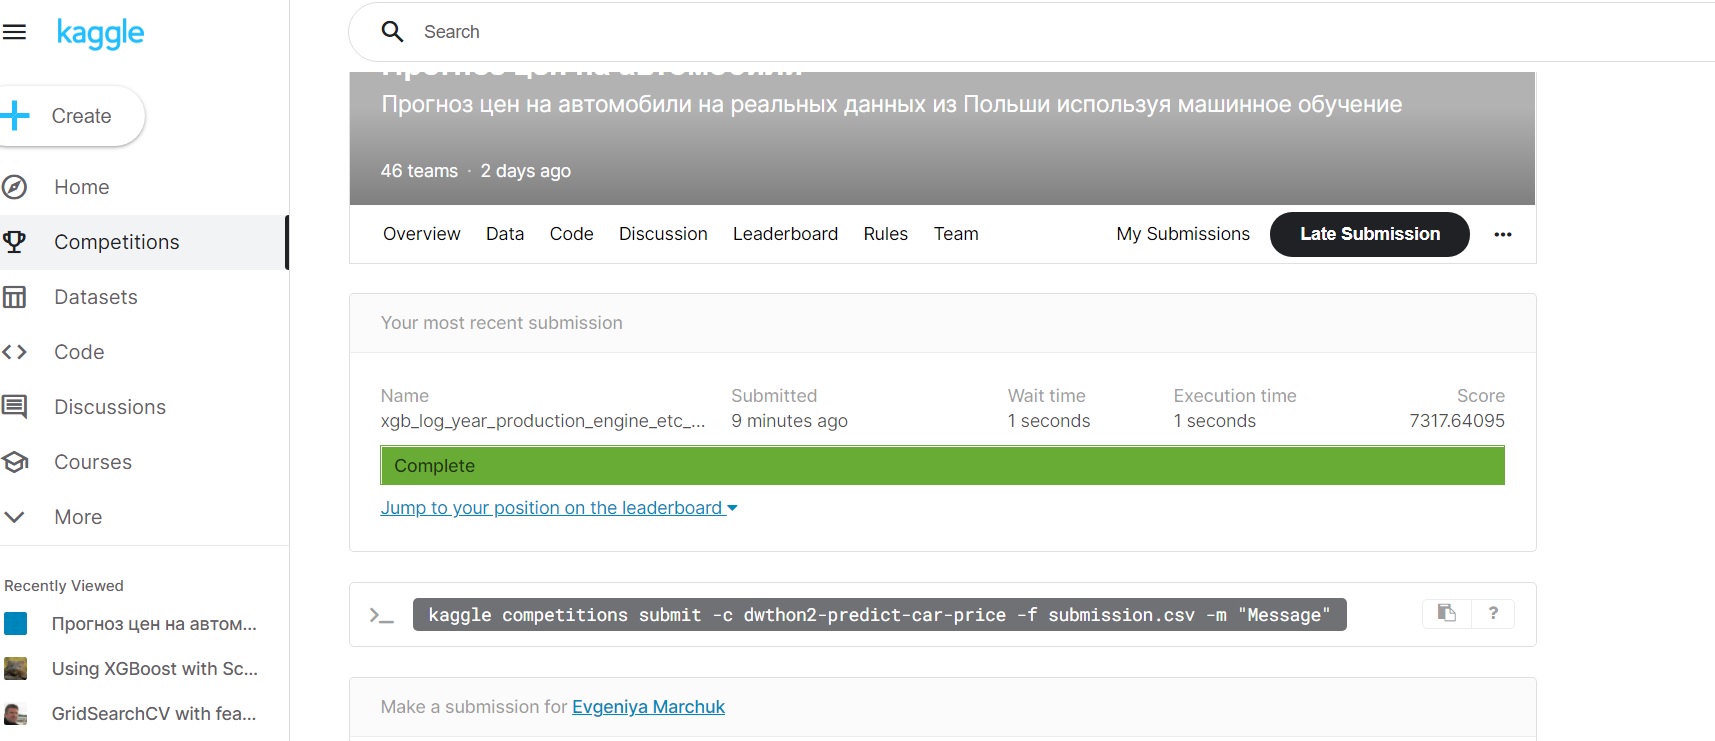 kaggle
Search
Create
Прогноз цен на автомобили
Прогноз цен на автомобили на реальных данных из Польши используя машинное обучение
46 teams · 2 days ago
Home
Competitions
Datasets
Code
Discussions
Courses
More
Overview Data Code Discussion Leaderboard Rules Team My Submissions Late Submission •••
Your most recent submission
Name Submitted Wait time Execution time Score
xgb_log_year_production_engine_etc_... 9 minutes ago 1 seconds 1 seconds 7317.64095
Complete
Jump to your position on the leaderboard
>_ kaggle competitions submit -c dwthon2-predict-car-price -f submission.csv -m "Message" ?
Make a submission for Evgeniya Marchuk
Recently Viewed
Прогноз цен на автом...
Using XGBoost with Sc...
GridSearchCV with fea...